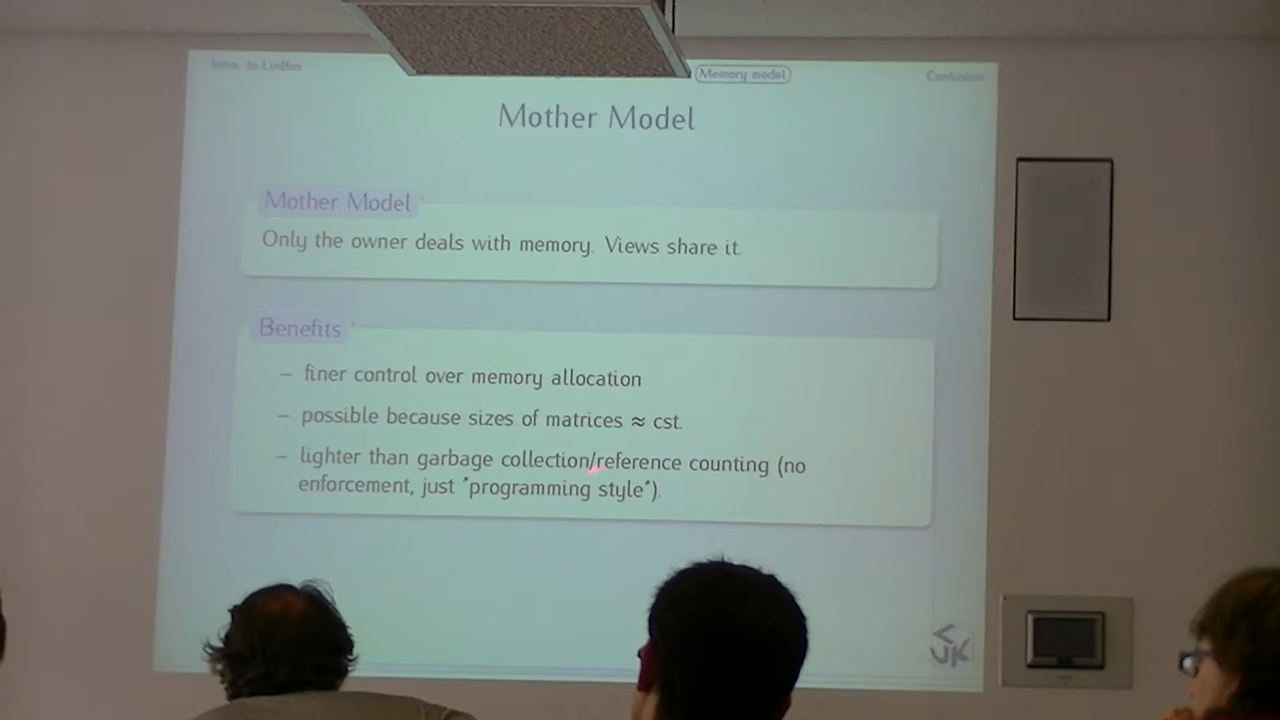 Intro to LinBox
Memory model
Conlusion
Mother Model
Mother Model
Only the owner deals with memory. Views share it.
Benefits
– finer control over memory allocation
– possible because sizes of matrices ≈ cst.
– lighter than garbage collection/reference counting (no
enforcement, just "programming style").